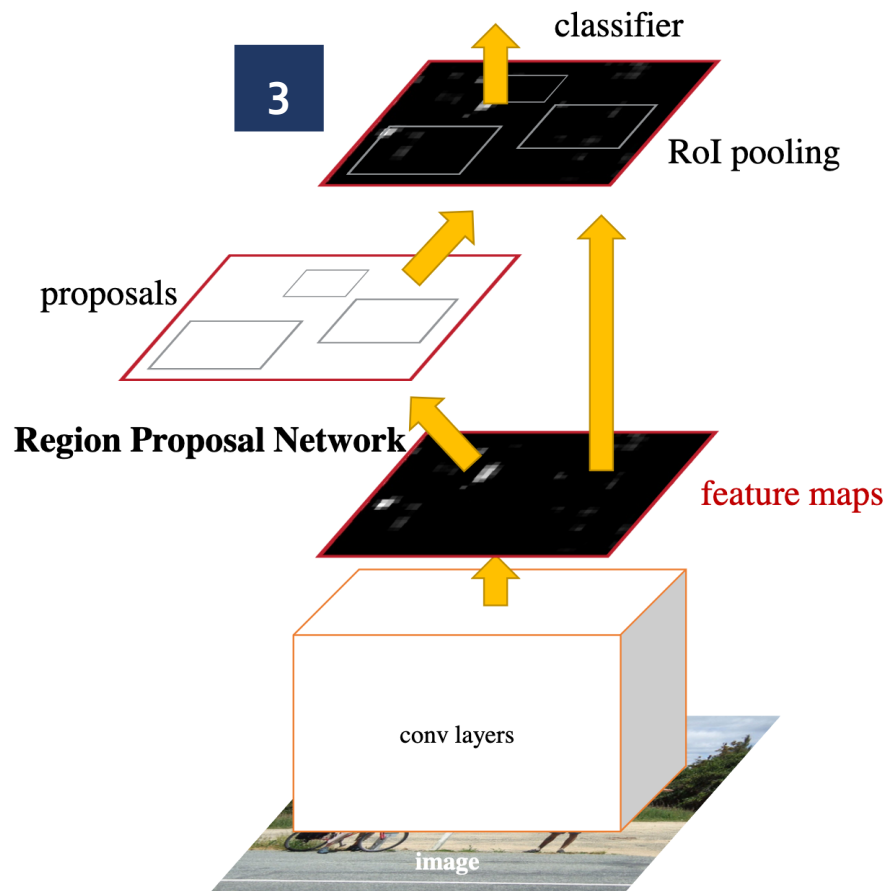 classifier
3
RoI pooling
proposals
Region Proposal Network
feature maps
conv layers
image